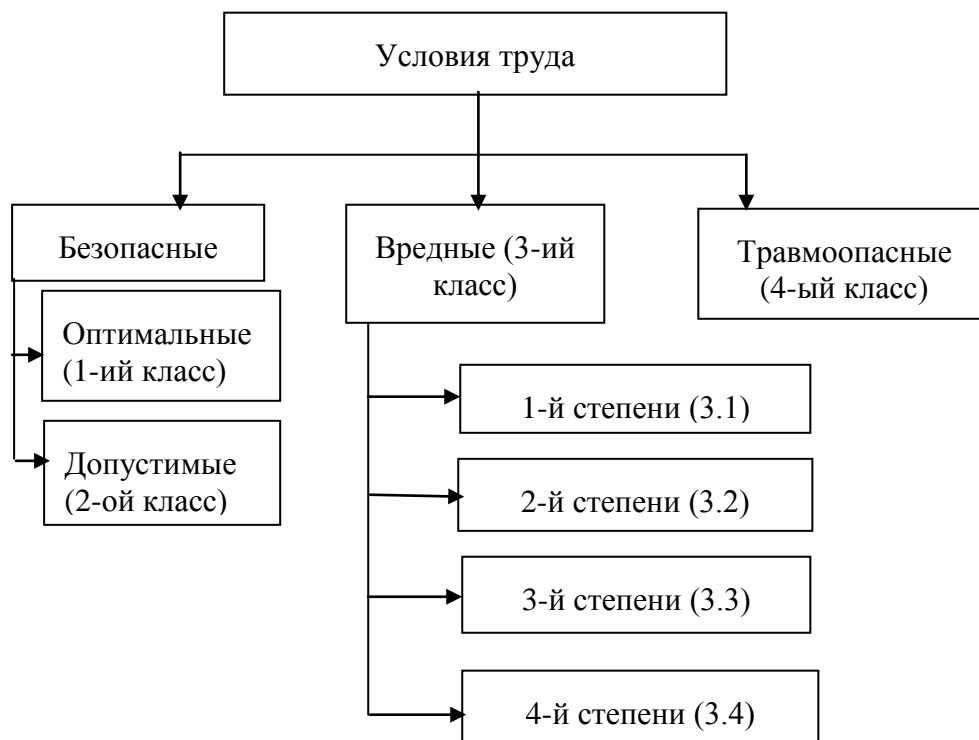 Условия труда
Безопасные
Вредные (3-ий
класс)
Травмоопасные
(4-ый класс)
Оптимальные
(1-ий класс)
Допустимые
(2-ой класс)
1-й степени (3.1)
2-й степени (3.2)
3-й степени (3.3)
4-й степени (3.4)